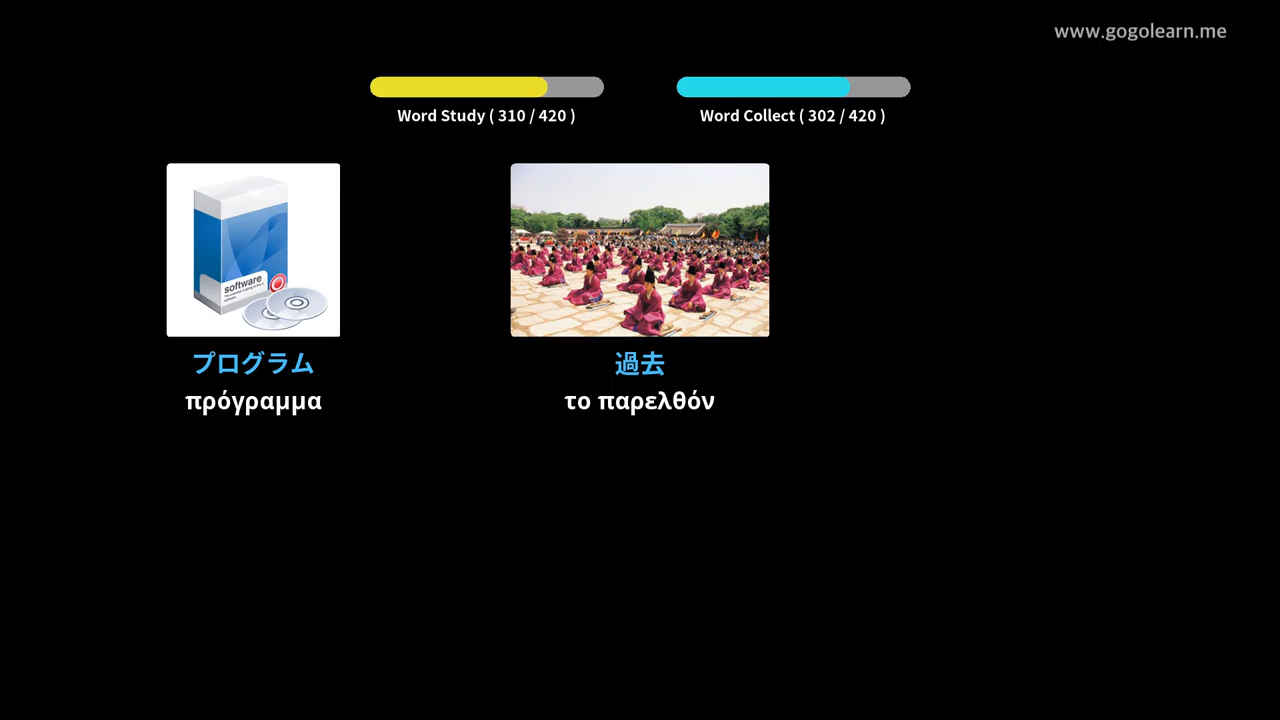 www.gogolearn.me
Word Study ( 310 / 420 )
Word Collect ( 302 / 420 )
software
プログラム
πρόγραμμα
過去
το παρελθόν